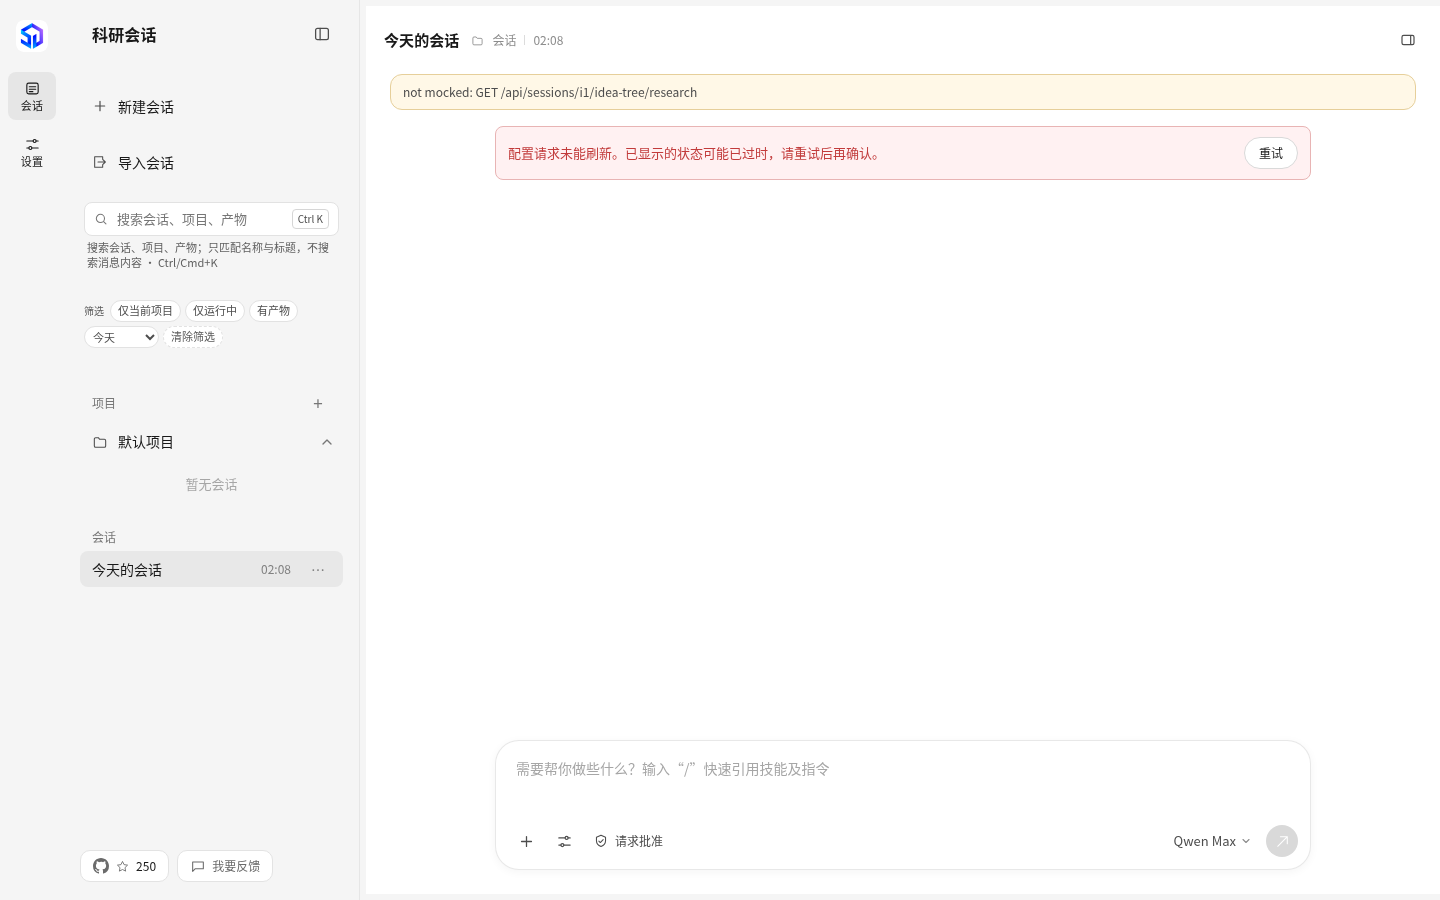 科研会话
会话
设置
新建会话
导入会话
搜索会话、项目、产物
Ctrl K
搜索会话、项目、产物；只匹配名称与标题，不搜
索消息内容 · Ctrl/Cmd+K
筛选
仅当前项目
仅运行中
有产物
今天
清除筛选
项目
默认项目
暂无会话
会话
今天的会话
02:08
250
我要反馈
今天的会话
会话
02:08
not mocked: GET /api/sessions/i1/idea-tree/research
配置请求未能刷新。已显示的状态可能已过时，请重试后再确认。
重试
需要帮你做些什么？输入“/”快速引用技能及指令
请求批准
Qwen Max